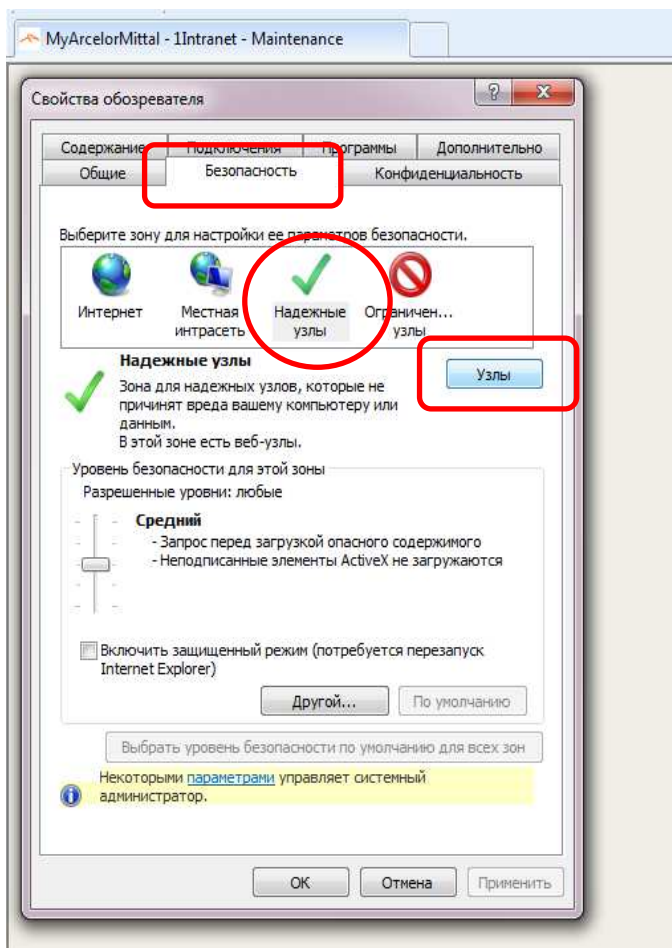 MyArcelorMittal - 1Intranet - Maintenance
Свойства обозревателя
Содержание Подключения Программы Дополнительно
Общие Безопасность Конфиденциальность
Выберите зону для настройки ее параметров безопасности.
Интернет Местная интрасеть Надежные узлы Ограничен... узлы
Надежные узлы
Узлы
Зона для надежных узлов, которые не
причинят вреда вашему компьютеру или
данным.
В этой зоне есть веб-узлы.
Уровень безопасности для этой зоны
Разрешенные уровни: любые
Средний
- Запрос перед загрузкой опасного содержимого
- Неподписанные элементы ActiveX не загружаются
Включить защищенный режим (потребуется перезапуск
Internet Explorer)
Другой... По умолчанию
Выбрать уровень безопасности по умолчанию для всех зон
Некоторыми параметрами управляет системный
администратор.
ОК Отмена Применить